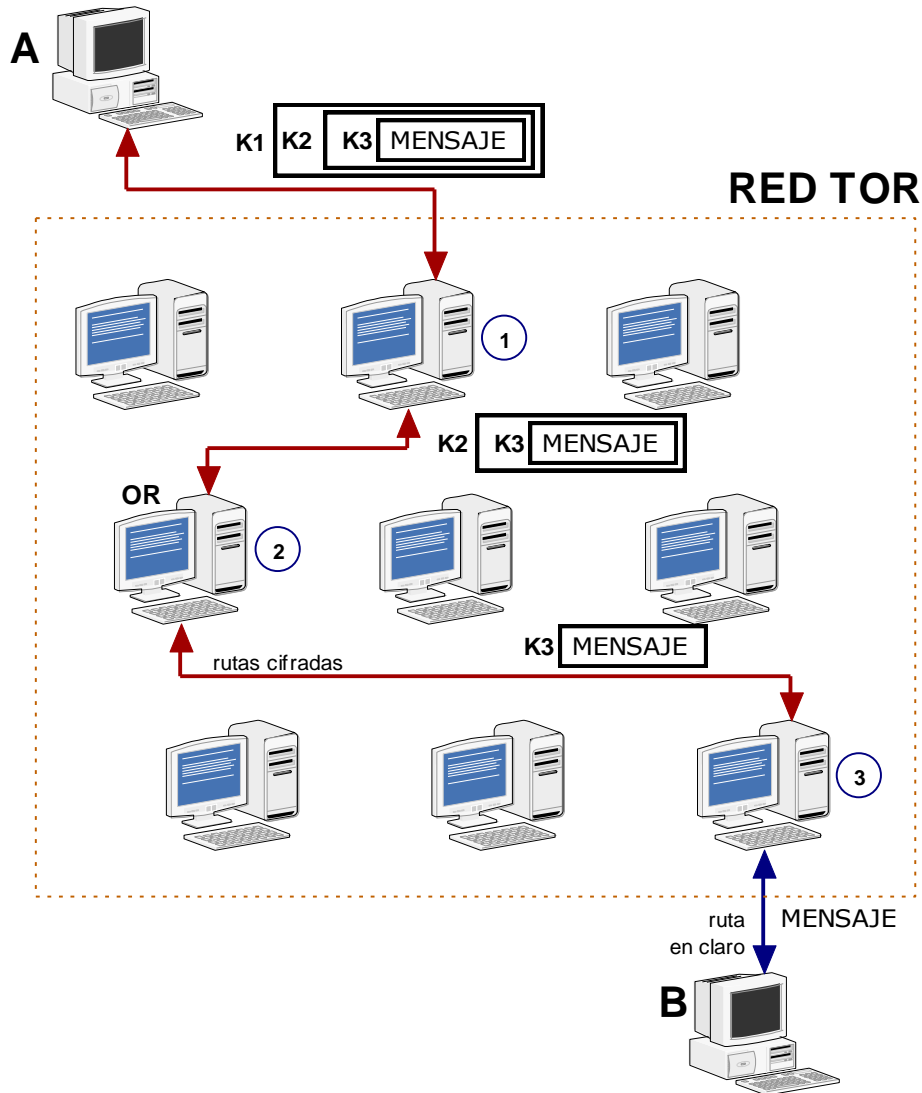 A
K1 K2 K3 MENSAJE
RED TOR
1
K2 K3 MENSAJE
OR
2
K3 MENSAJE
rutas cifradas
3
ruta
en claro
MENSAJE
B